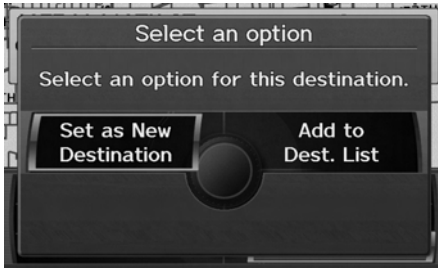 Select an option
Select an option for this destination.
Set as New
Destination
Add to
Dest. List